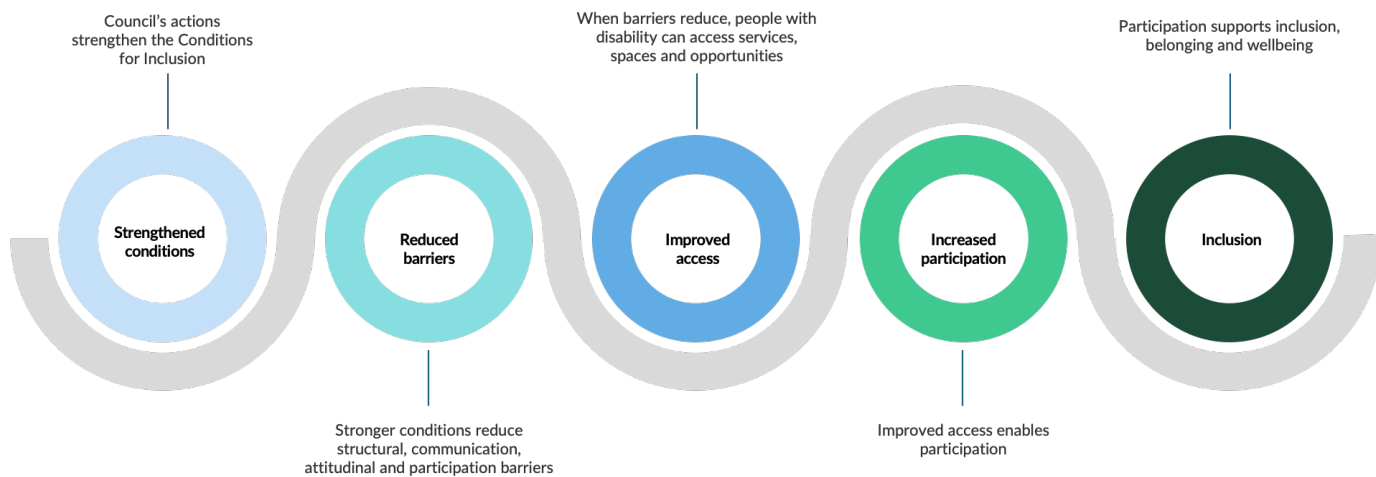 Council's actions
strengthen the Conditions
for Inclusion
Strengthened
conditions
Reduced
barriers
Stronger conditions reduce
structural, communication,
attitudinal and participation barriers
When barriers reduce, people with
disability can access services,
spaces and opportunities
Improved
access
Increased
participation
Improved access enables
participation
Participation supports inclusion,
belonging and wellbeing
Inclusion